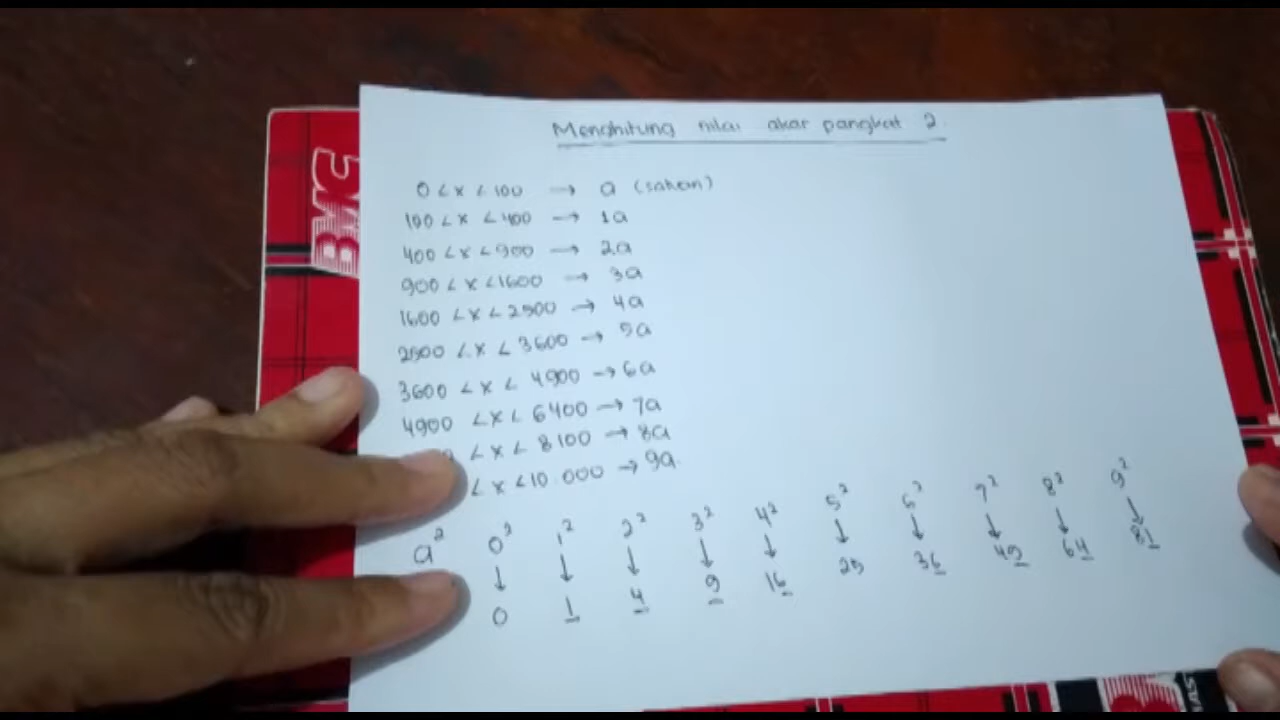 Menghitung nilai akar pangkat 2.
0 < x < 100 → a (satuan)
100 < x < 400 → 1a
400 < x < 900 → 2a
900 < x < 1600 → 3a
1600 < x < 2500 → 4a
2500 < x < 3600 → 5a
3600 < x < 4900 → 6a
4900 < x < 6400 → 7a
< x < 8100 → 8a
< x < 10.000 → 9a.
a² 0² 1² 2² 3² 4² 5² 6² 7² 8² 9²
↓ ↓ ↓ ↓ ↓ ↓ ↓ ↓ ↓ ↓
0 1 4 9 16 25 36 49 64 81